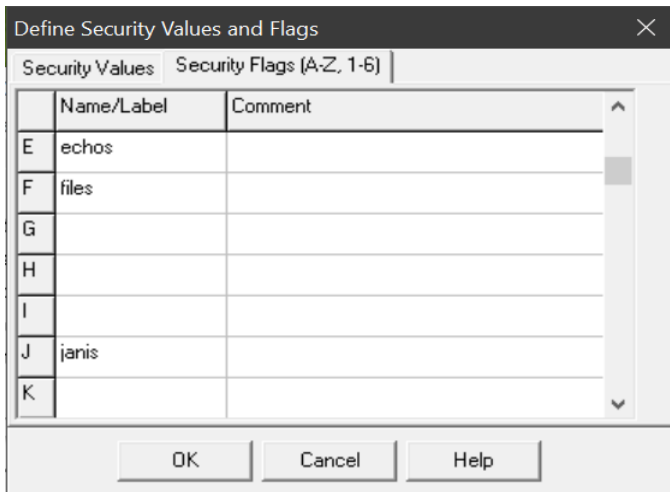 Define Security Values and Flags
Security Values Security Flags (A-Z, 1-6)
Name/Label Comment
E echos
F files
G
H
I
J janis
K
OK Cancel Help